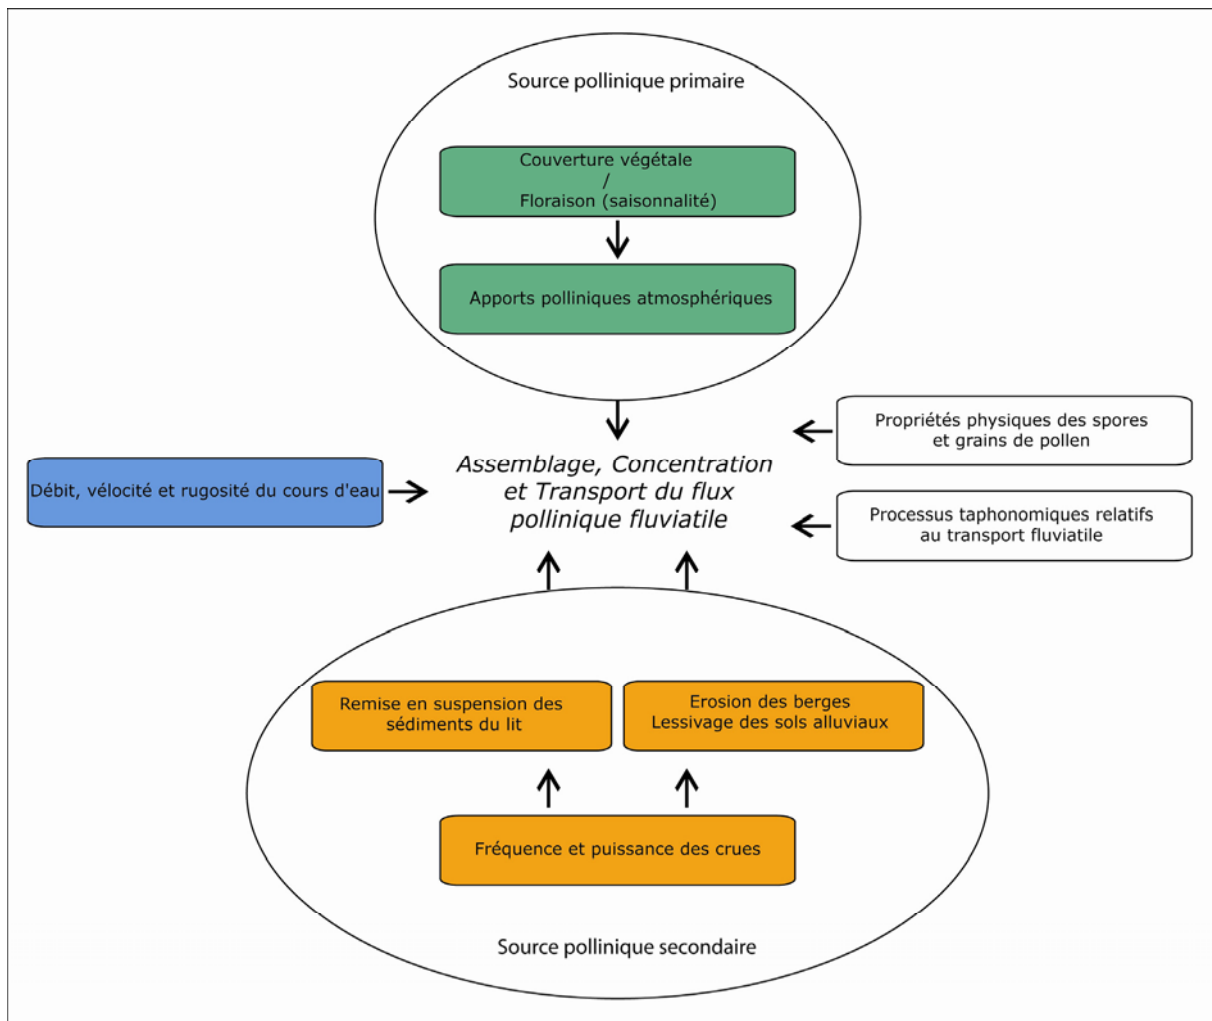 Source pollinique primaire
Couverture végétale
/
Floraison (saisonnalité)
Apports polliniques atmosphériques
Propriétés physiques des spores
et grains de pollen
Assemblage, Concentration
et Transport du flux
pollinique fluviatile
Débit, vélocité et rugosité du cours d'eau
Processus taphonomiques relatifs
au transport fluviatile
Remise en suspension des
sédiments du lit
Erosion des berges
Lessivage des sols alluviaux
Fréquence et puissance des crues
Source pollinique secondaire